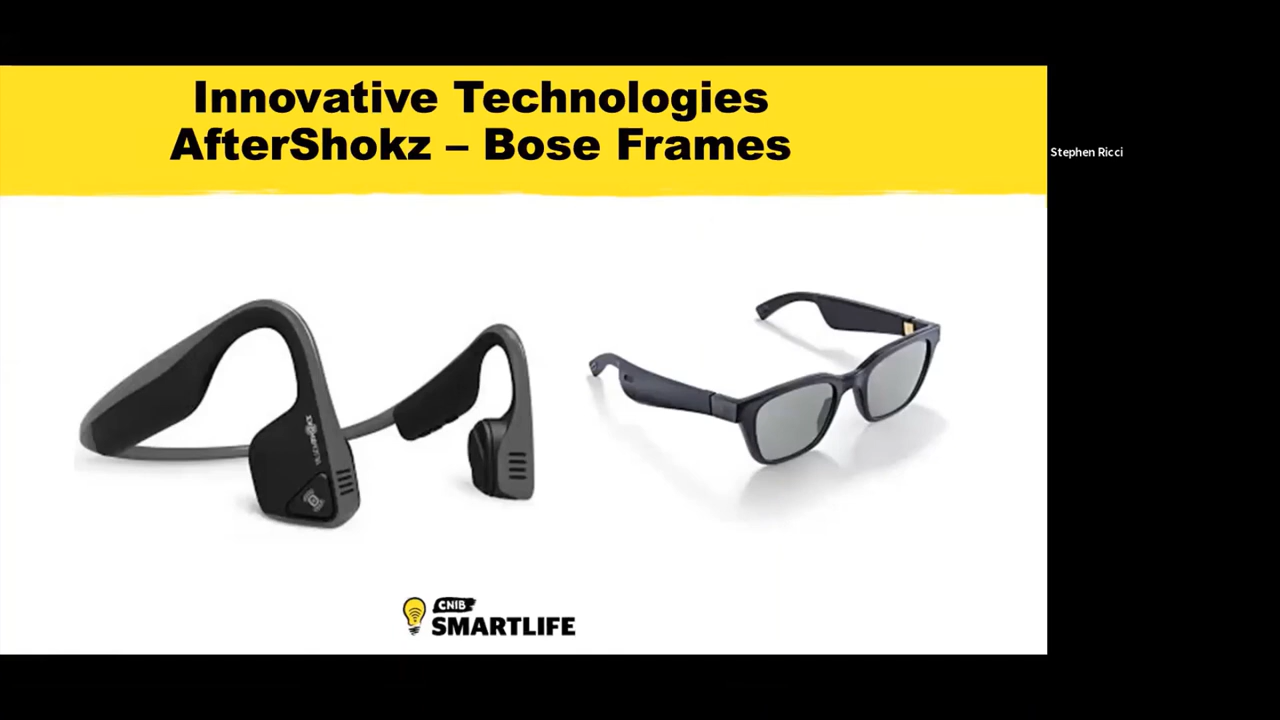 Innovative Technologies
AfterShokz – Bose Frames
Stephen Ricci
CNIB
SMARTLIFE